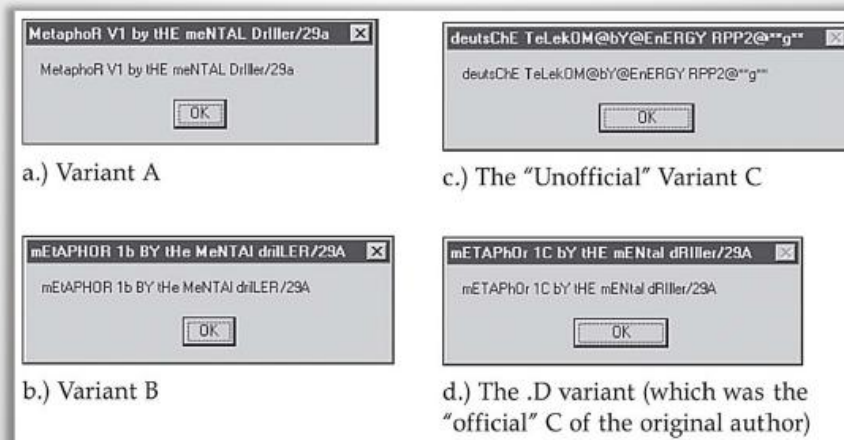 MetaphoR V1 by tHE meNTAL DrIller/29a
MetaphoR V1 by tHE meNTAL DrIller/29a
OK
a.) Variant A
deutsChE TeLekOM@bY@EnERGY RPP2@**g**
deutsChE TeLekOM@bY@EnERGY RPP2@**g**
OK
c.) The “Unofficial” Variant C
mEtAPHOR 1b BY tHe MeNTAl drilLER/29A
mEtAPHOR 1b BY tHe MeNTAl drilLER/29A
OK
b.) Variant B
mETAPhOr 1C bY tHE mENtal dRIller/29A
mETAPhOr 1C bY tHE mENtal dRIller/29A
OK
d.) The .D variant (which was the
“official” C of the original author)